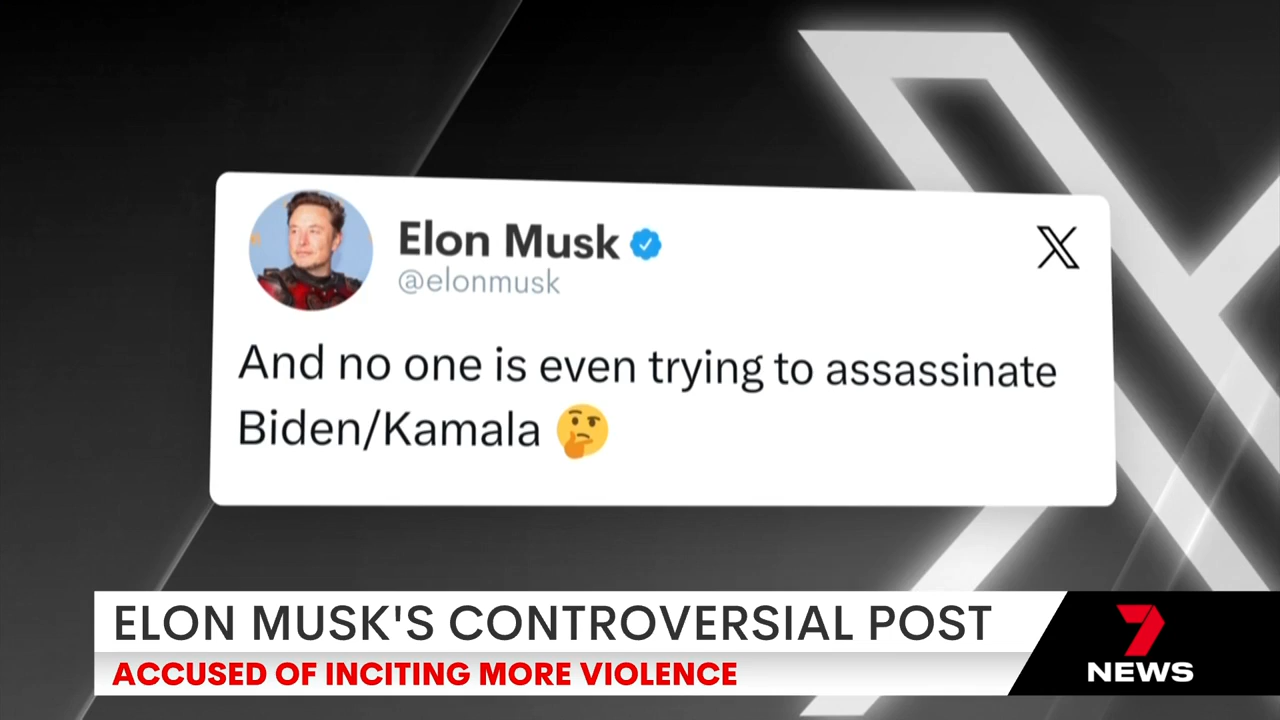 Elon Musk
@elonmusk
And no one is even trying to assassinate
Biden/Kamala 🤔
ELON MUSK'S CONTROVERSIAL POST
ACCUSED OF INCITING MORE VIOLENCE
7
NEWS